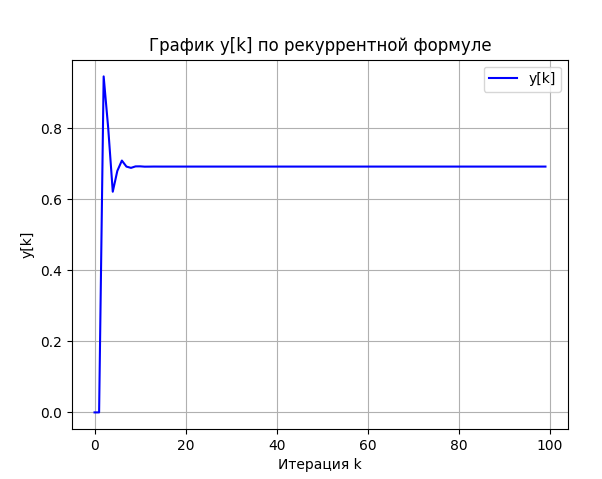 График y[k] по рекуррентной формуле
y[k]
0.8
0.6
0.4
0.2
0.0
y[k]
0 20 40 60 80 100
Итерация k